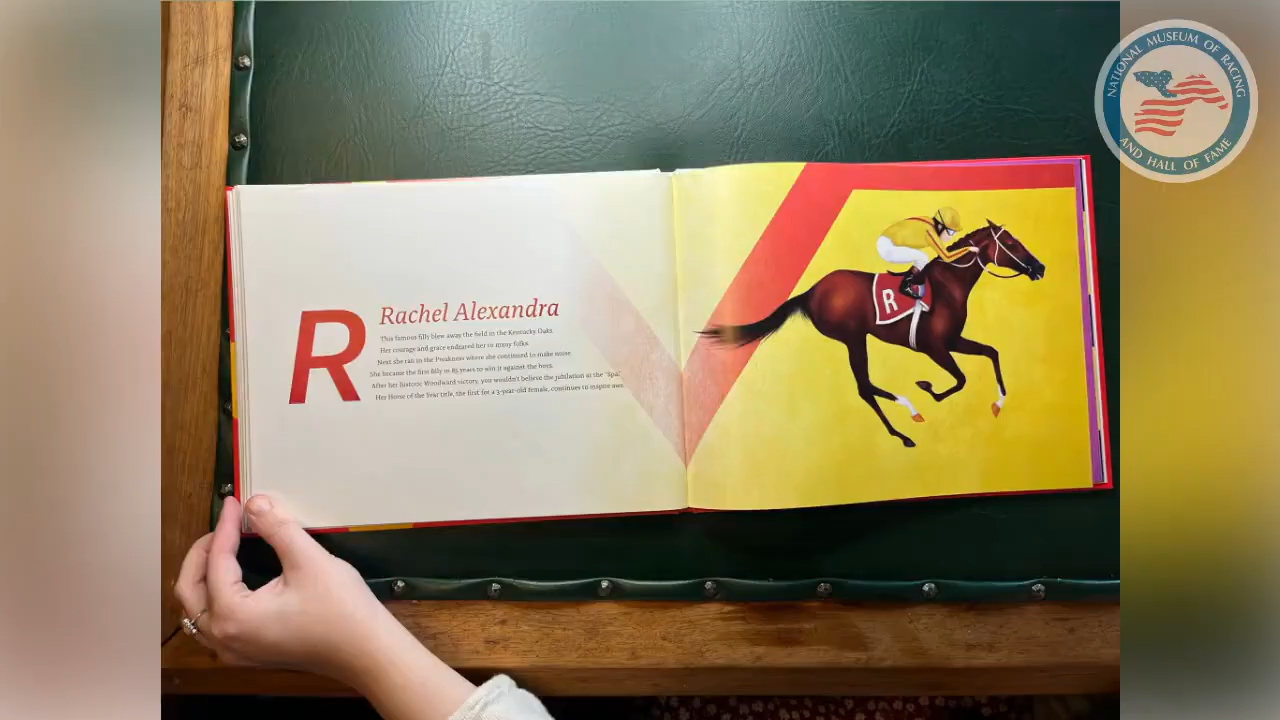 R
Rachel Alexandra
This famous filly blew away the field in the Kentucky Oaks.
Her courage and grace endeared her to many folks.
Next she ran in the Preakness where she continued to make noise.
She became the first filly in 85 years to win it against the boys.
After her historic Woodward victory, you wouldn't believe the jubilation at the "Spa".
Her Horse of the Year title, the first for a 3-year-old female, continues to inspire awe.
R
NATIONAL MUSEUM OF RACING
AND HALL OF FAME